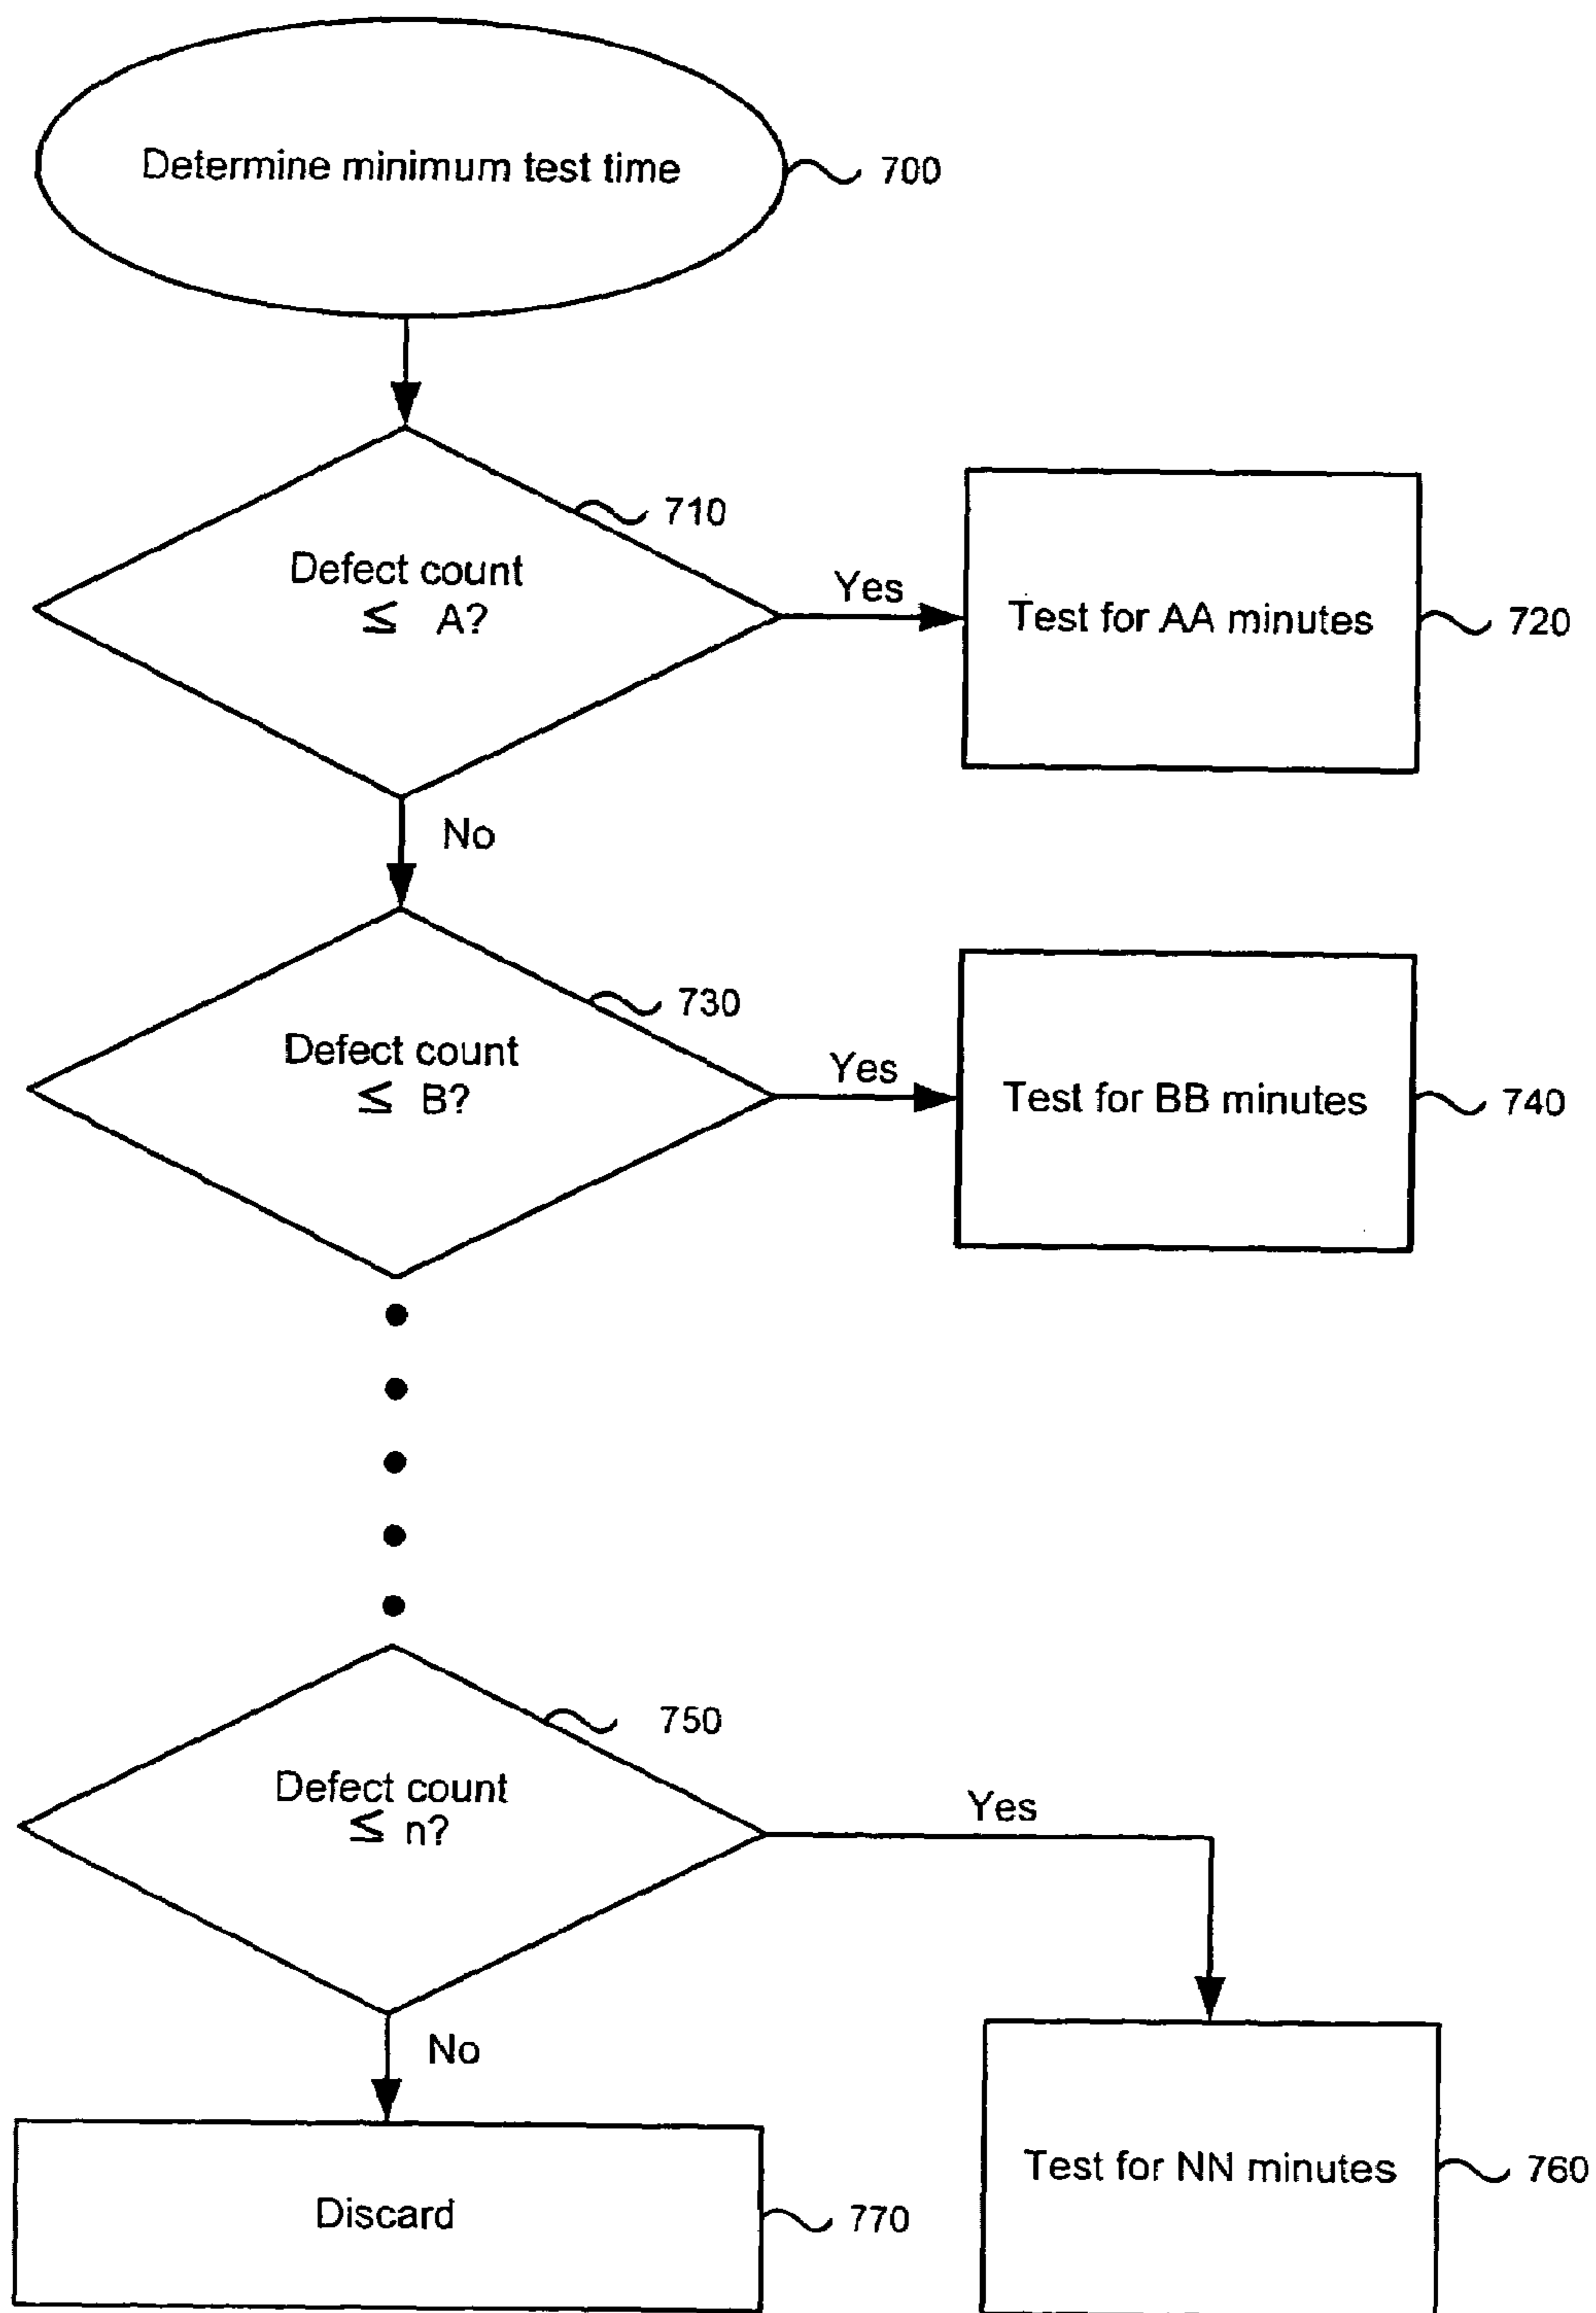 Determine minimum test time
700
710
Defect count
≤ A?
Yes
Test for AA minutes
720
No
730
Defect count
≤ B?
Yes
Test for BB minutes
740
750
Defect count
≤ n?
Yes
No
Test for NN minutes
760
Discard
770